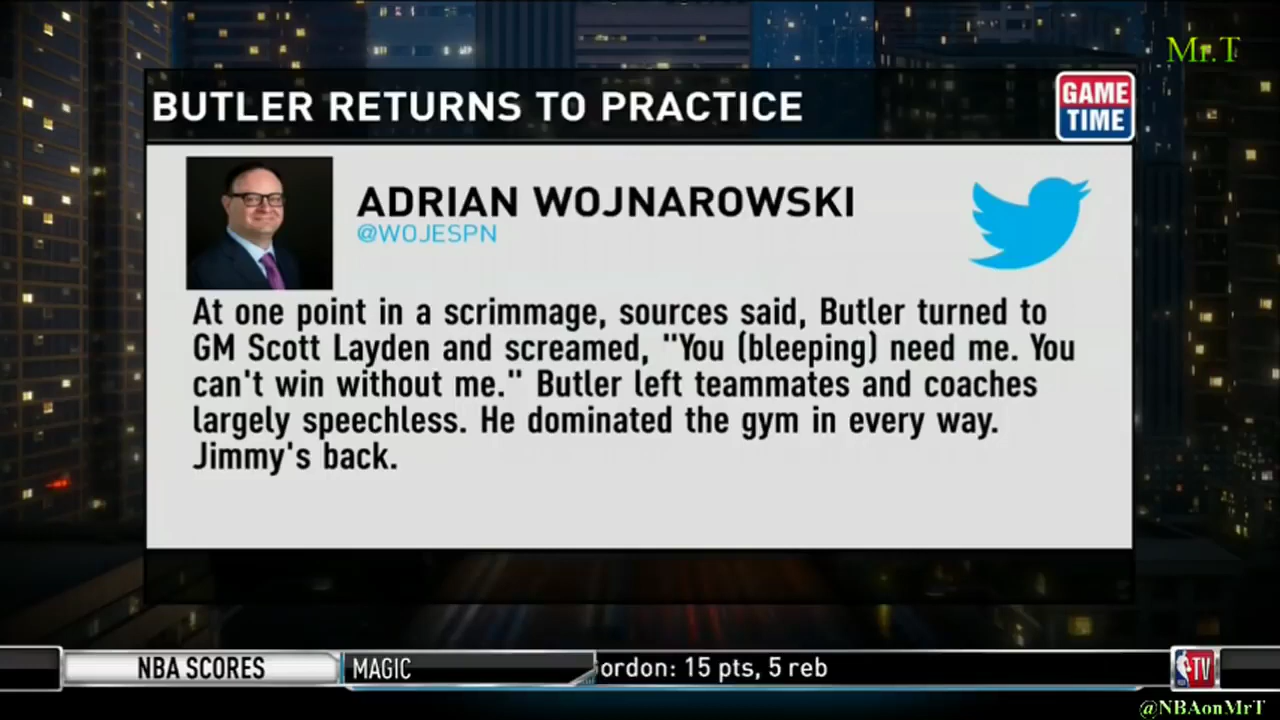 Mr.T
BUTLER RETURNS TO PRACTICE
GAME
TIME
ADRIAN WOJNAROWSKI
@WOJESPN
At one point in a scrimmage, sources said, Butler turned to
GM Scott Layden and screamed, "You (bleeping) need me. You
can't win without me." Butler left teammates and coaches
largely speechless. He dominated the gym in every way.
Jimmy's back.
NBA SCORES
MAGIC
ordon: 15 pts, 5 reb
TV
@NBAonMrT